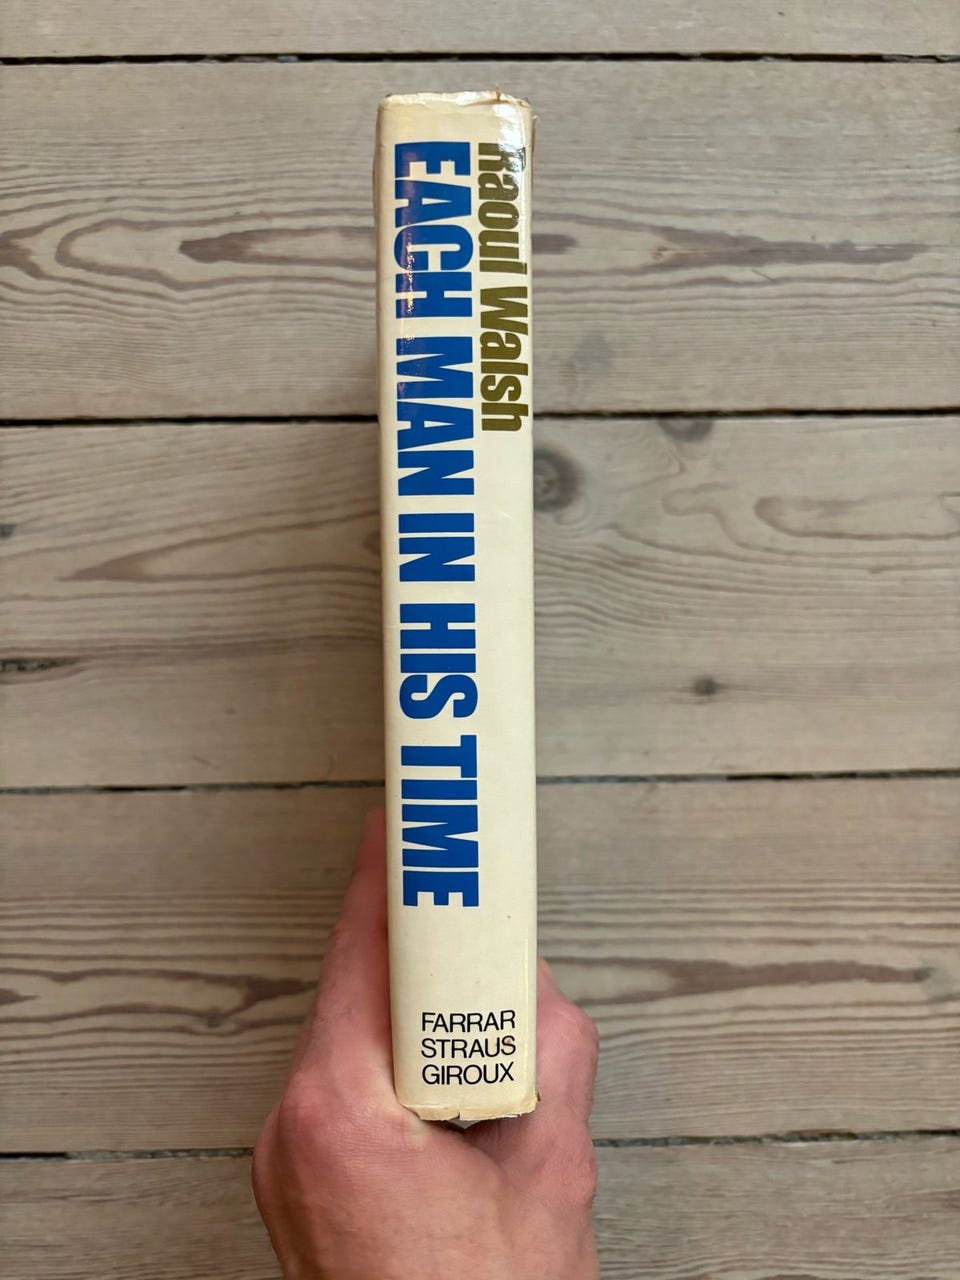 Raoul Walsh
EACH MAN IN HIS TIME
FARRAR
STRAUS
GIROUX